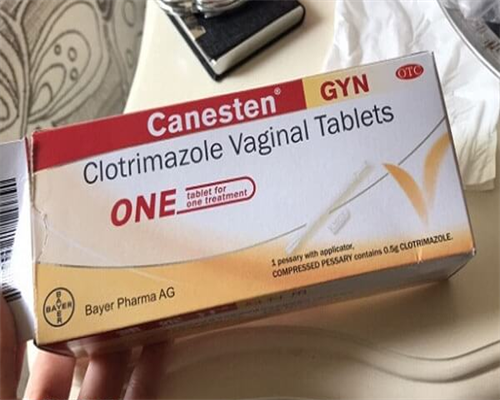 Canesten® GYN
OTC
Clotrimazole Vaginal Tablets
ONE tablet for
one treatment
1 pessary with applicator.
COMPRESSED PESSARY contains 0.5g CLOTRIMAZOLE.
BAYER
BAYER
Bayer Pharma AG